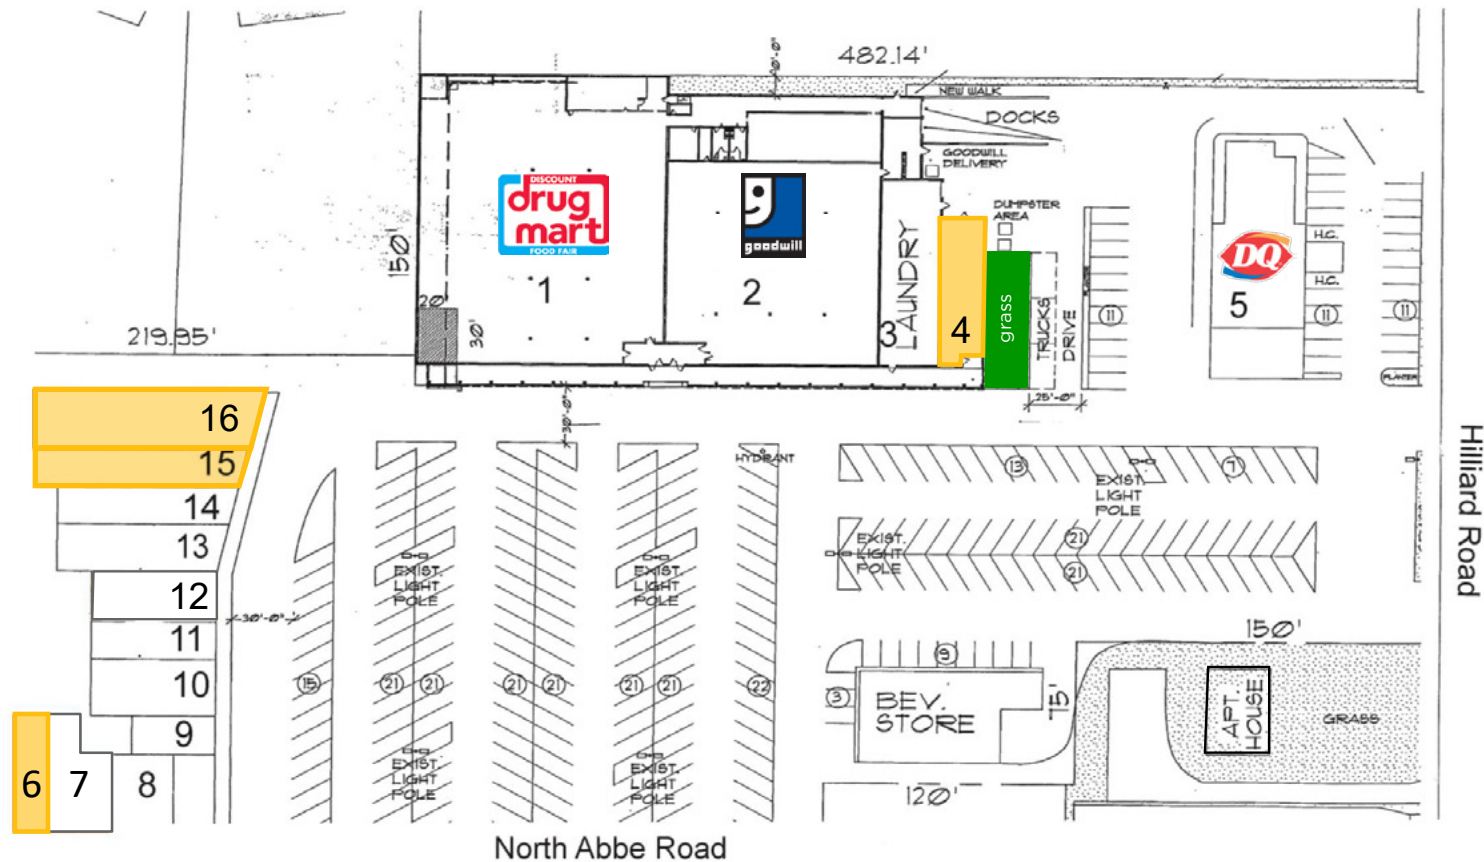 482.14'
10'-0"
NEW WALK
DOCKS
GOODWILL
DELIVERY
DISCOUNT
drug
mart
FOOD FAIR
goodwill
DUMPSTER
AREA
150'
LAUNDRY
H.C.
H.C.
DQ
1
2
3
4
5
grass
TRUCKS
DRIVE
11
11
11
20'
30'
219.95'
PLANTER
25'-0"
30'-0"
16
15
14
13
12
11
10
9
8
7
6
HYDRANT
13
7
EXIST.
LIGHT
POLE
EXIST.
LIGHT
POLE
21
21
EXIST.
LIGHT
POLE
EXIST.
LIGHT
POLE
Hilliard Road
30'-0"
150'
15
21
21
21
21
21
21
22
9
3
BEV.
STORE
75'
APT.
HOUSE
GRASS
EXIST.
LIGHT
POLE
EXIST.
LIGHT
POLE
120'
North Abbe Road